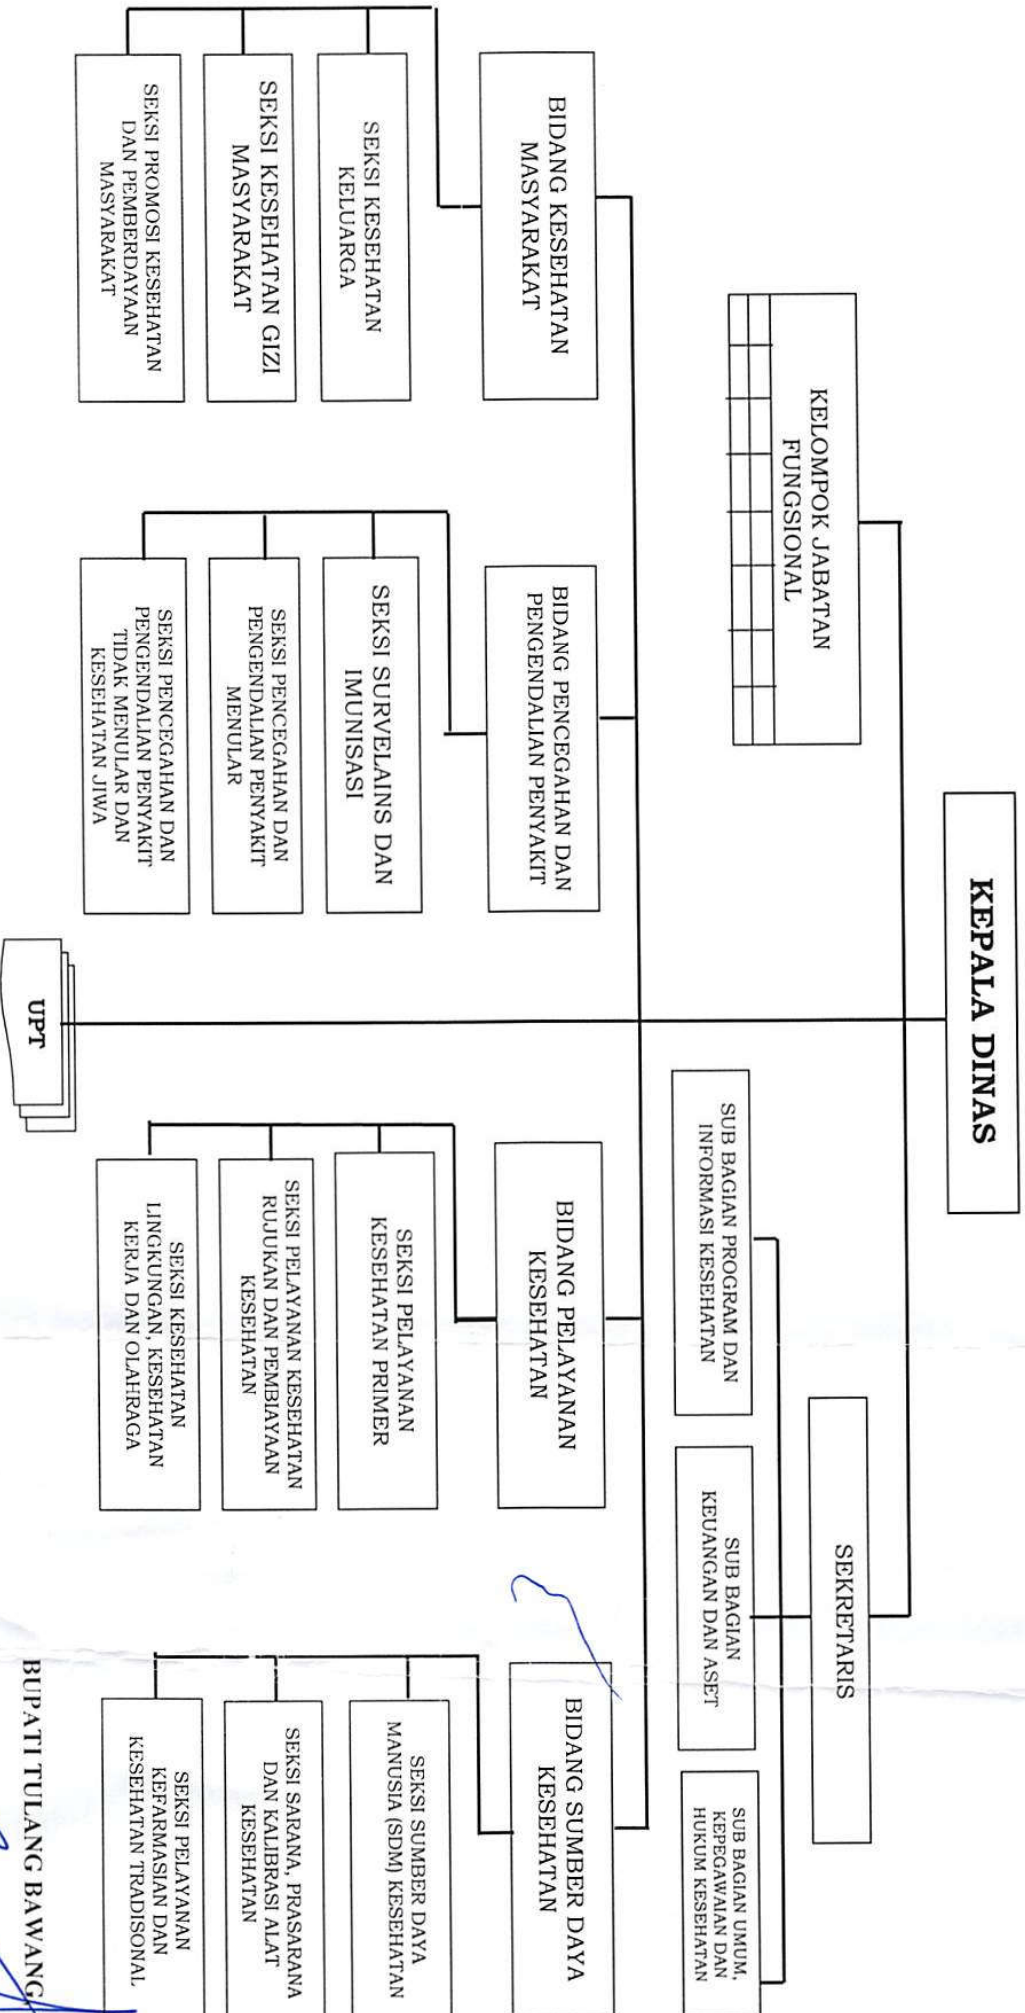 KEPALA DINAS
KELOMPOK JABATAN
FUNGSIONAL
SEKRETARIS
SUB BAGIAN PROGRAM DAN
INFORMASI KESEHATAN
SUB BAGIAN
KEUANGAN DAN ASET
SUB BAGIAN UMUM,
KEPEGAWAIAN DAN
HUKUM KESEHATAN
BIDANG KESEHATAN
MASYARAKAT
SEKSI KESEHATAN
KELUARGA
SEKSI KESEHATAN GIZI
MASYARAKAT
SEKSI PROMOSI KESEHATAN
DAN PEMBERDAYAAN
MASYARAKAT
BIDANG PENCEGAHAN DAN
PENGENDALIAN PENYAKIT
SEKSI SURVELAINS DAN
IMUNISASI
SEKSI PENCEGAHAN DAN
PENGENDALIAN PENYAKIT
MENULAR
SEKSI PENCEGAHAN DAN
PENGENDALIAN PENYAKIT
TIDAK MENULAR DAN
KESEHATAN JIWA
BIDANG PELAYANAN
KESEHATAN
SEKSI PELAYANAN
KESEHATAN PRIMER
SEKSI PELAYANAN KESEHATAN
RUJUKAN DAN PEMBIAYAAN
KESEHATAN
SEKSI KESEHATAN
LINGKUNGAN, KESEHATAN
KERJA DAN OLAHRAGA
BIDANG SUMBER DAYA
KESEHATAN
SEKSI SUMBER DAYA
MANUSIA (SDM) KESEHATAN
SEKSI SARANA, PRASARANA
DAN KALIBRASI ALAT
KESEHATAN
SEKSI PELAYANAN
KEFARMASIAN DAN
KESEHATAN TRADISONAL
UPT
BUPATI TULANG BAWANG,